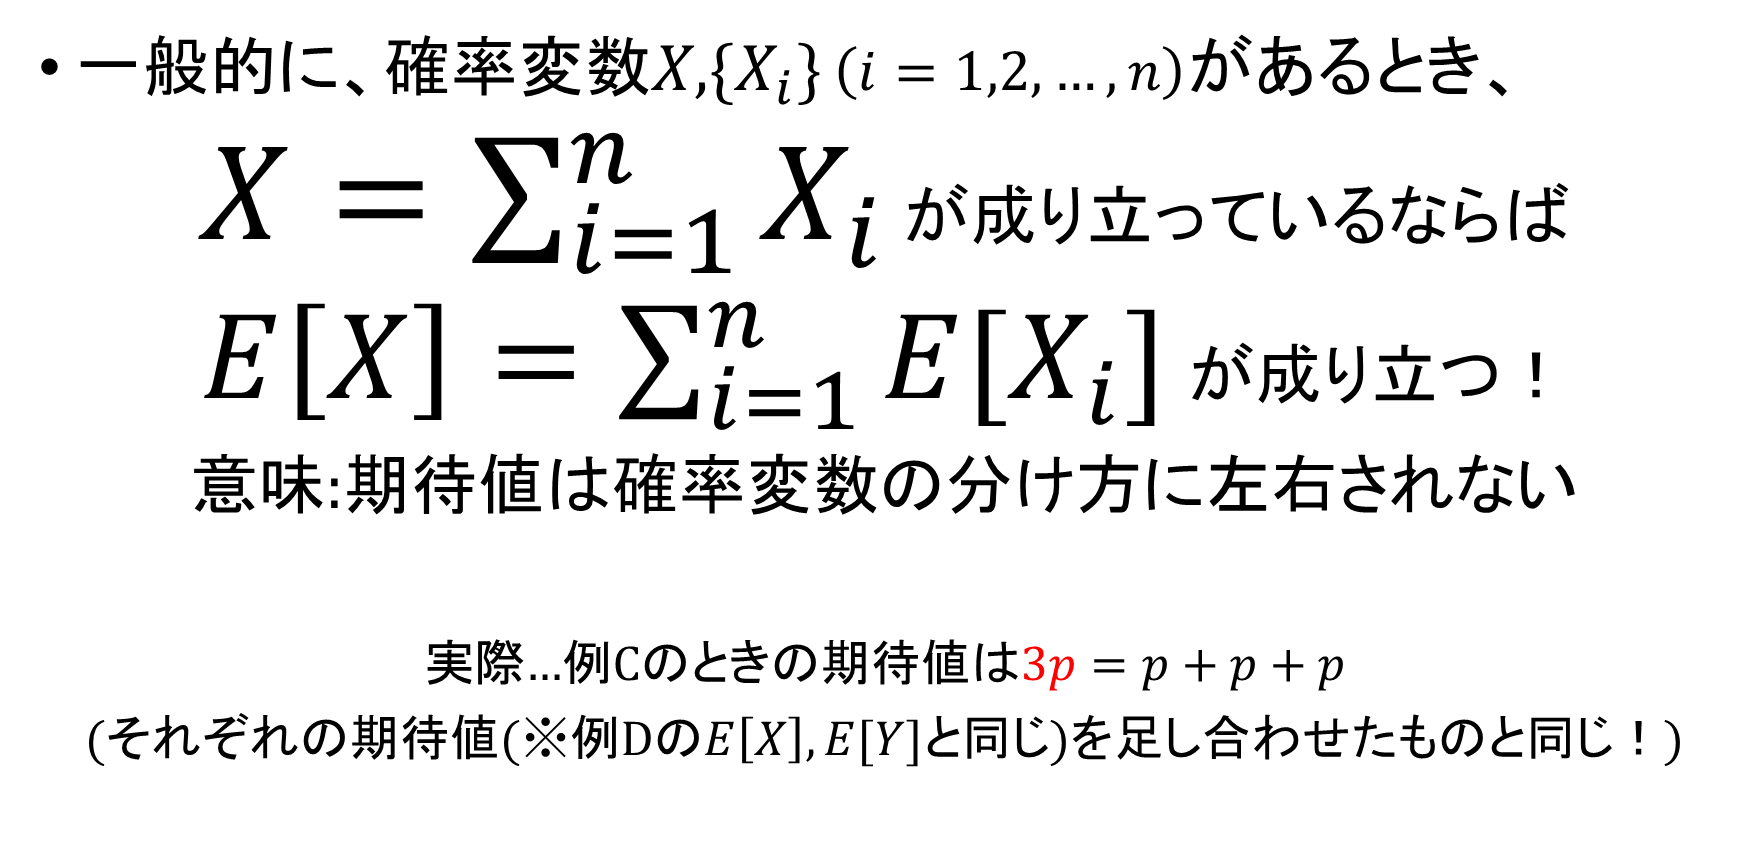 • 一般的に、確率変数X,{Xᵢ} (i = 1,2, … , n)があるとき、
X = ∑ⁿᵢ₌₁ Xᵢ が成り立っているならば
E[X] = ∑ⁿᵢ₌₁ E[Xᵢ] が成り立つ！
意味:期待値は確率変数の分け方に左右されない
実際…例Cのときの期待値は3p = p + p + p
(それぞれの期待値(※例DのE[X], E[Y]と同じ)を足し合わせたものと同じ！)